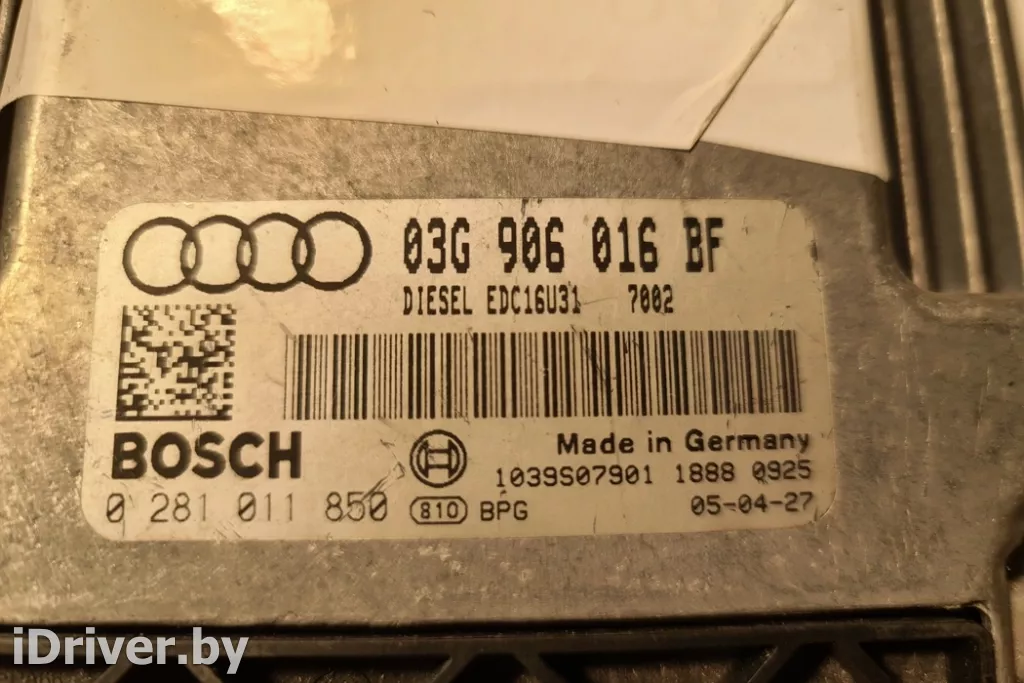 03G 906 016 BF
DIESEL EDC16U31 7002
BOSCH
Made in Germany
1039S07901 1888 0925
0 281 011 850 810 BPG 05-04-27
iDriver.by